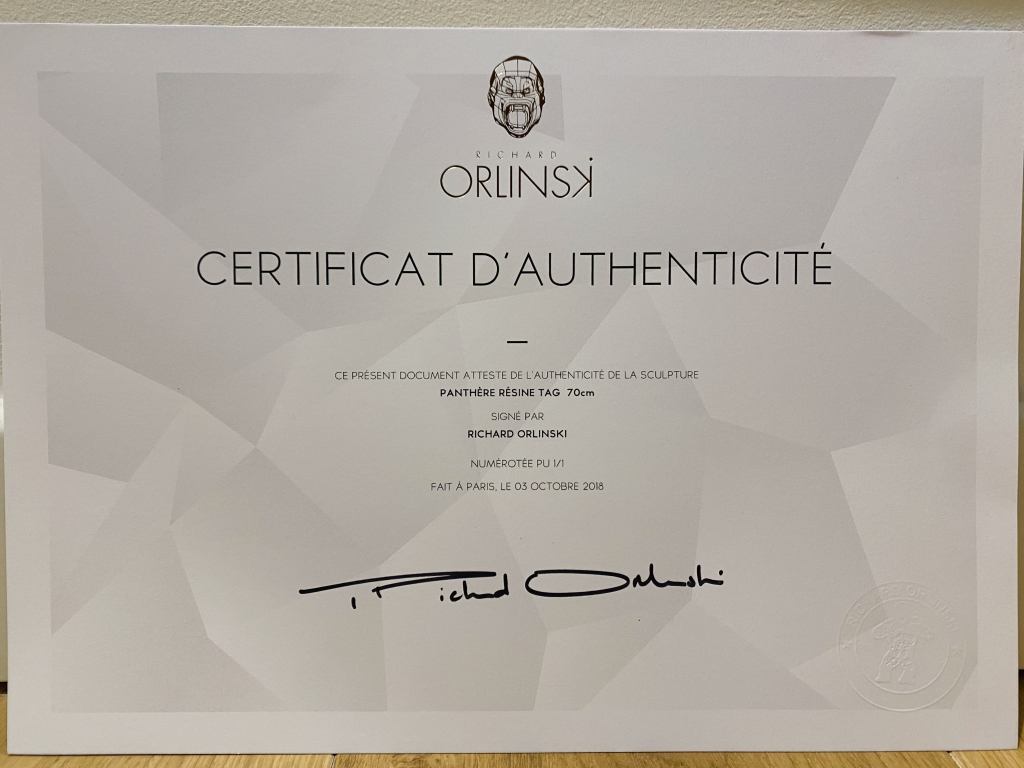 RICHARD
ORLINSKI
CERTIFICAT D'AUTHENTICITÉ
CE PRÉSENT DOCUMENT ATTESTE DE L'AUTHENTICITÉ DE LA SCULPTURE
PANTHÈRE RÉSINE TAG 70cm
SIGNÉ PAR
RICHARD ORLINSKI
NUMÉROTÉE PU 1/1
FAIT À PARIS, LE 03 OCTOBRE 2018
Richard Orlinski